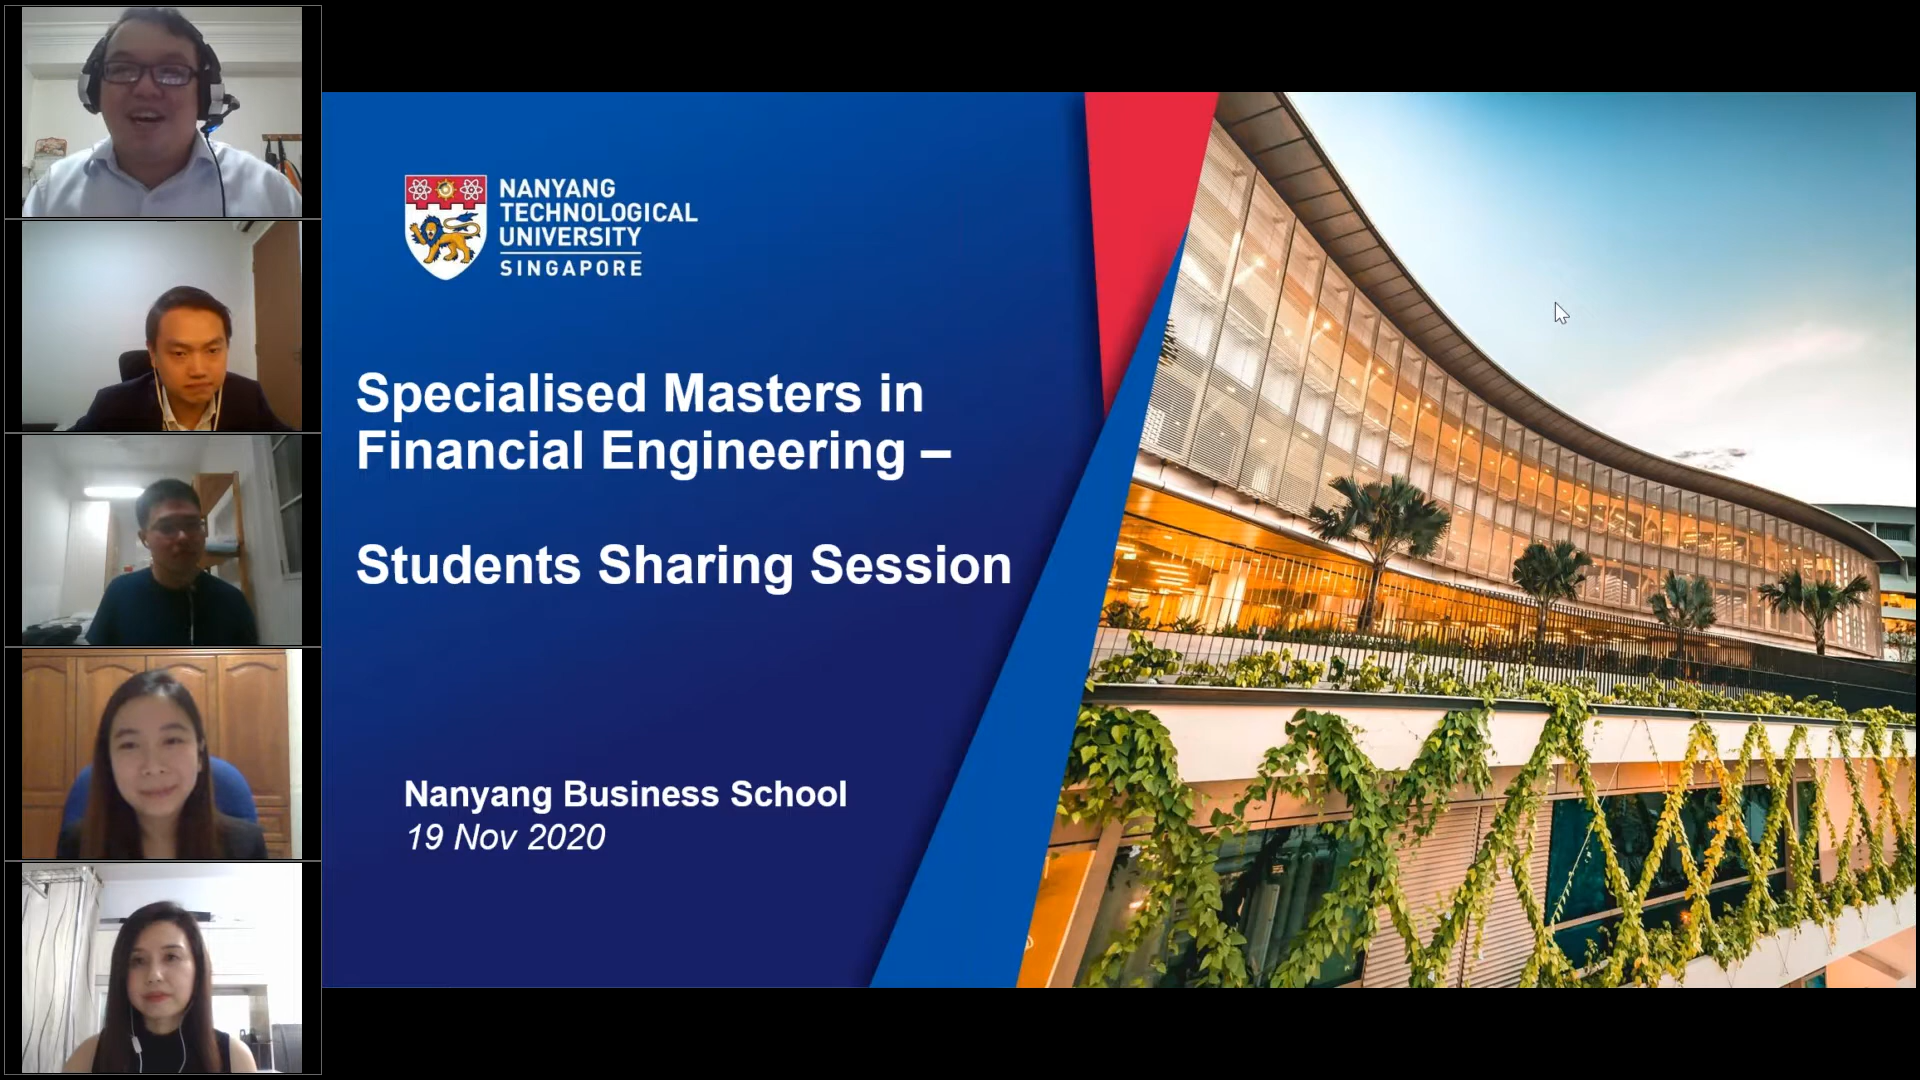 NANYANG
TECHNOLOGICAL
UNIVERSITY
SINGAPORE
Specialised Masters in
Financial Engineering –
Students Sharing Session
Nanyang Business School
19 Nov 2020